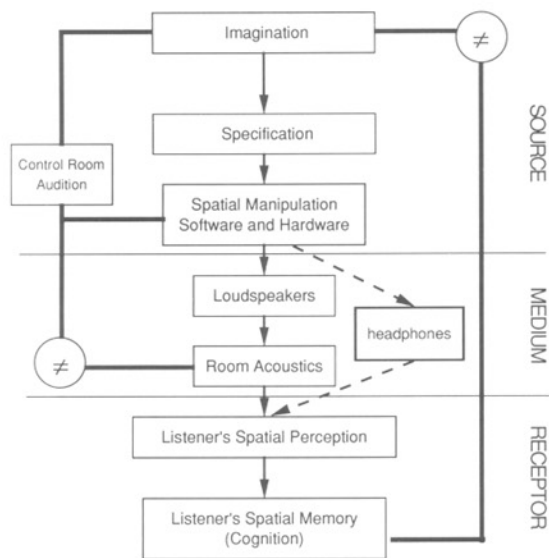 Imagination
≠
Specification
SOURCE
Control Room
Audition
Spatial Manipulation
Software and Hardware
Loudspeakers
headphones
MEDIUM
≠
Room Acoustics
Listener's Spatial Perception
RECEPTOR
Listener's Spatial Memory
(Cognition)